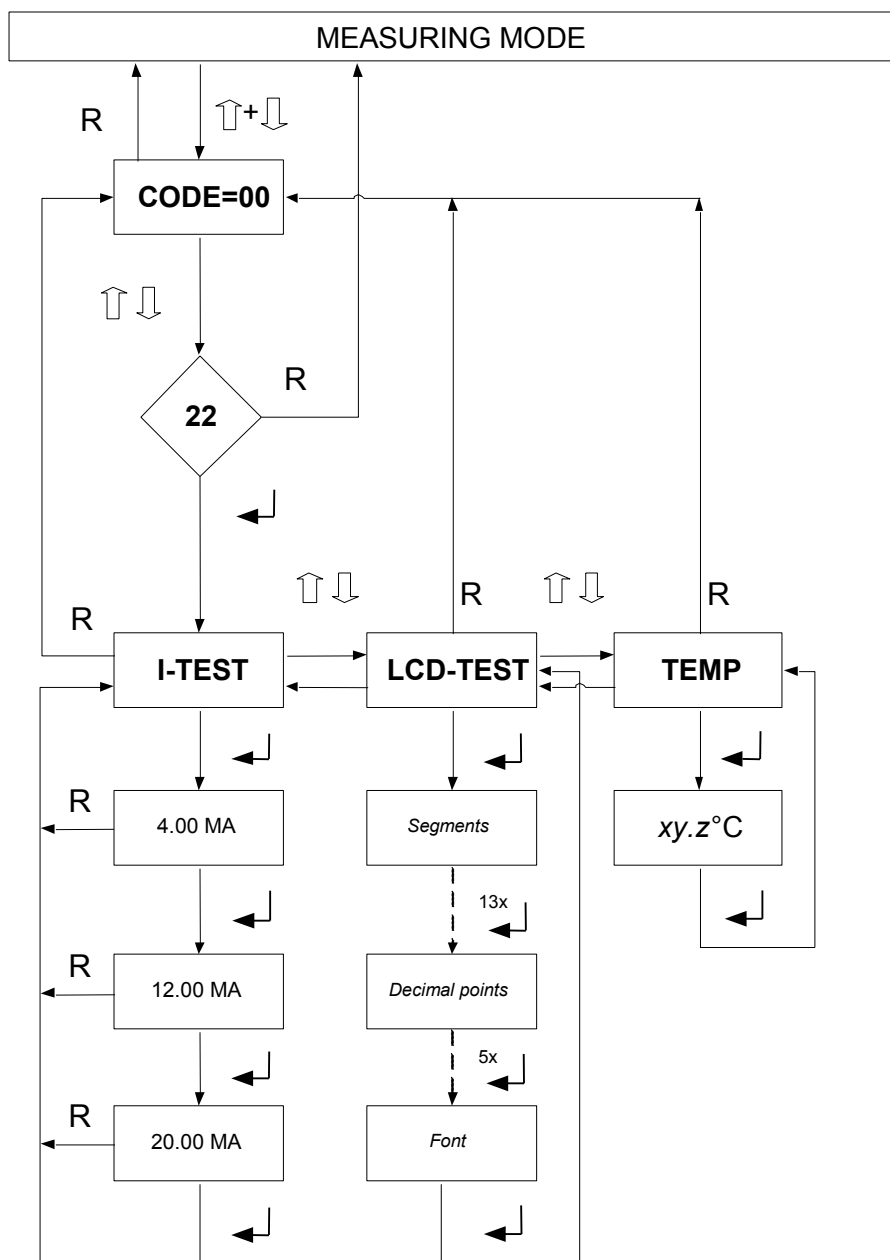 MEASURING MODE
R
⇧+⇩
CODE=00
⇧ ⇩
R
22
⇧ ⇩
⇧ ⇩
R
R
R
I-TEST
LCD-TEST
TEMP
R
4.00 MA
Segments
xy.z°C
13x
R
12.00 MA
Decimal points
5x
R
20.00 MA
Font